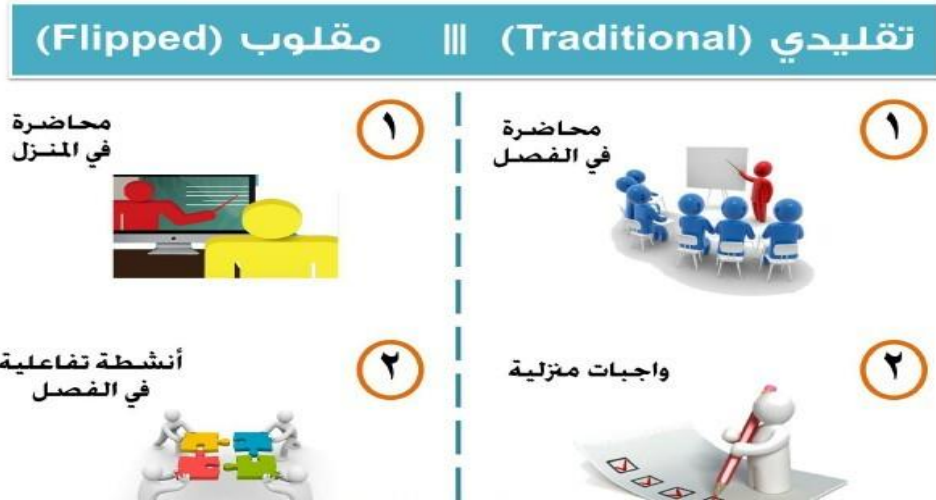 تقليدي (Traditional) ||| مقلوب (Flipped)
١
محاضرة
في الفصل
٢
واجبات منزلية
١
محاضرة
في المنزل
٢
أنشطة تفاعلية
في الفصل